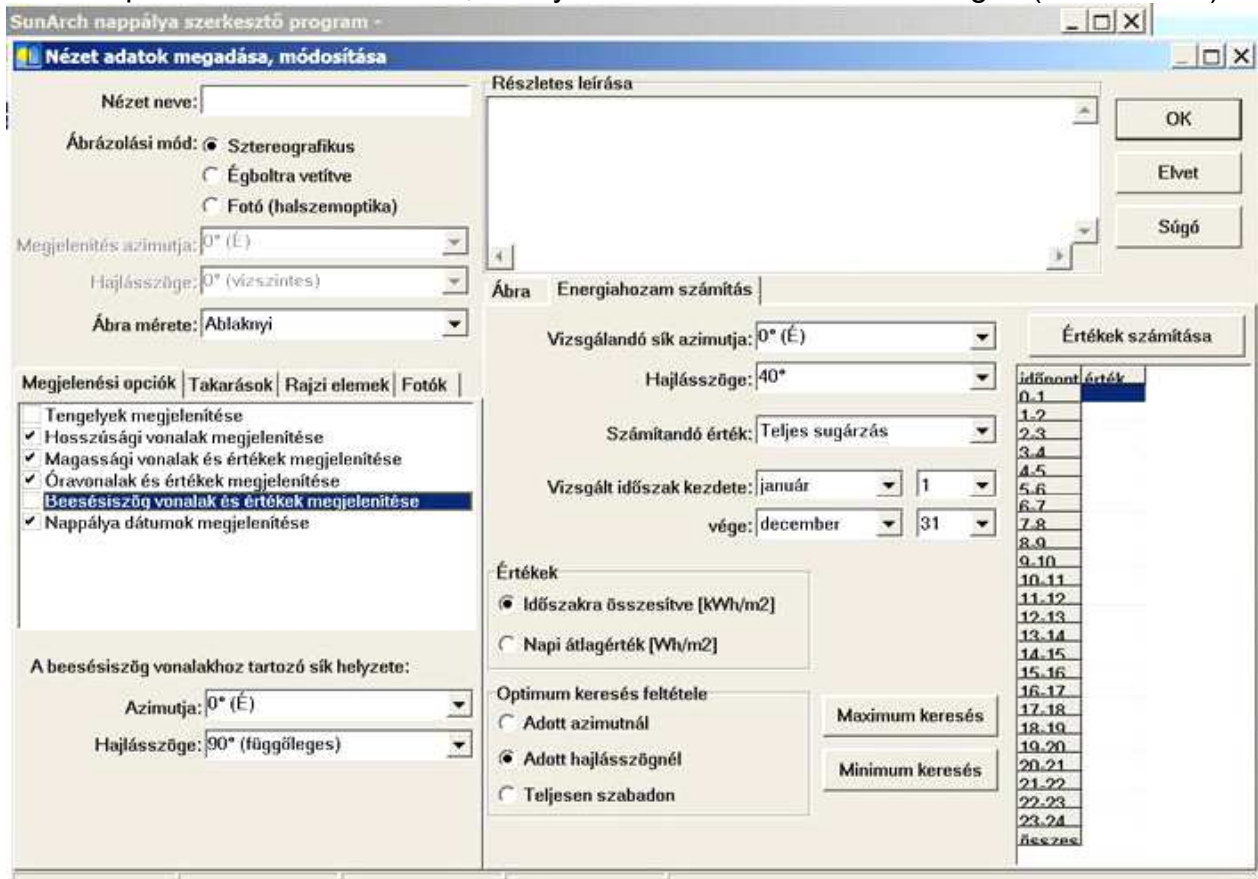 SunArch nappálya szerkesztő program -
Nézet adatok megadása, módosítása
Nézet neve:
Ábrázolási mód:
Sztereografikus
Égboltra vetítve
Fotó (halszemoptika)
Megjelenítés azimutja: 0° (É)
Hajlásszöge: 0° (vízszintes)
Ábra mérete: Ablaknyi
Megjelenési opciók Takarások Rajzi elemek Fotók
Tengelyek megjelenítése
Hosszúsági vonalak megjelenítése
Magassági vonalak és értékek megjelenítése
Óravonalak és értékek megjelenítése
Beesésiszög vonalak és értékek megjelenítése
Nappálya dátumok megjelenítése
A beesésiszög vonalakhoz tartozó sík helyzete:
Azimutja: 0° (É)
Hajlásszöge: 90° (függőleges)
Részletes leírása
OK
Elvet
Súgó
Ábra Energiahozam számítás
Vizsgálandó sík azimutja: 0° (É)
Hajlásszöge: 40°
Számítandó érték: Teljes sugárzás
Vizsgált időszak kezdete: január 1
vége: december 31
Értékek
Időszakra összesítve [kWh/m2]
Napi átlagérték [Wh/m2]
Optimum keresés feltétele
Adott azimutnál
Adott hajlásszögnél
Teljesen szabadon
Maximum keresés
Minimum keresés
Értékek számítása
időpont érték
0-1
1-2
2-3
3-4
4-5
5-6
6-7
7-8
8-9
9-10
10-11
11-12
12-13
13-14
14-15
15-16
16-17
17-18
18-19
19-20
20-21
21-22
22-23
23-24
összes